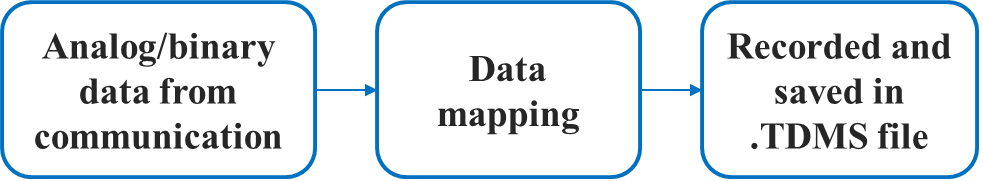 Analog/binary
data from
communication
Data
mapping
Recorded and
saved in
.TDMS file